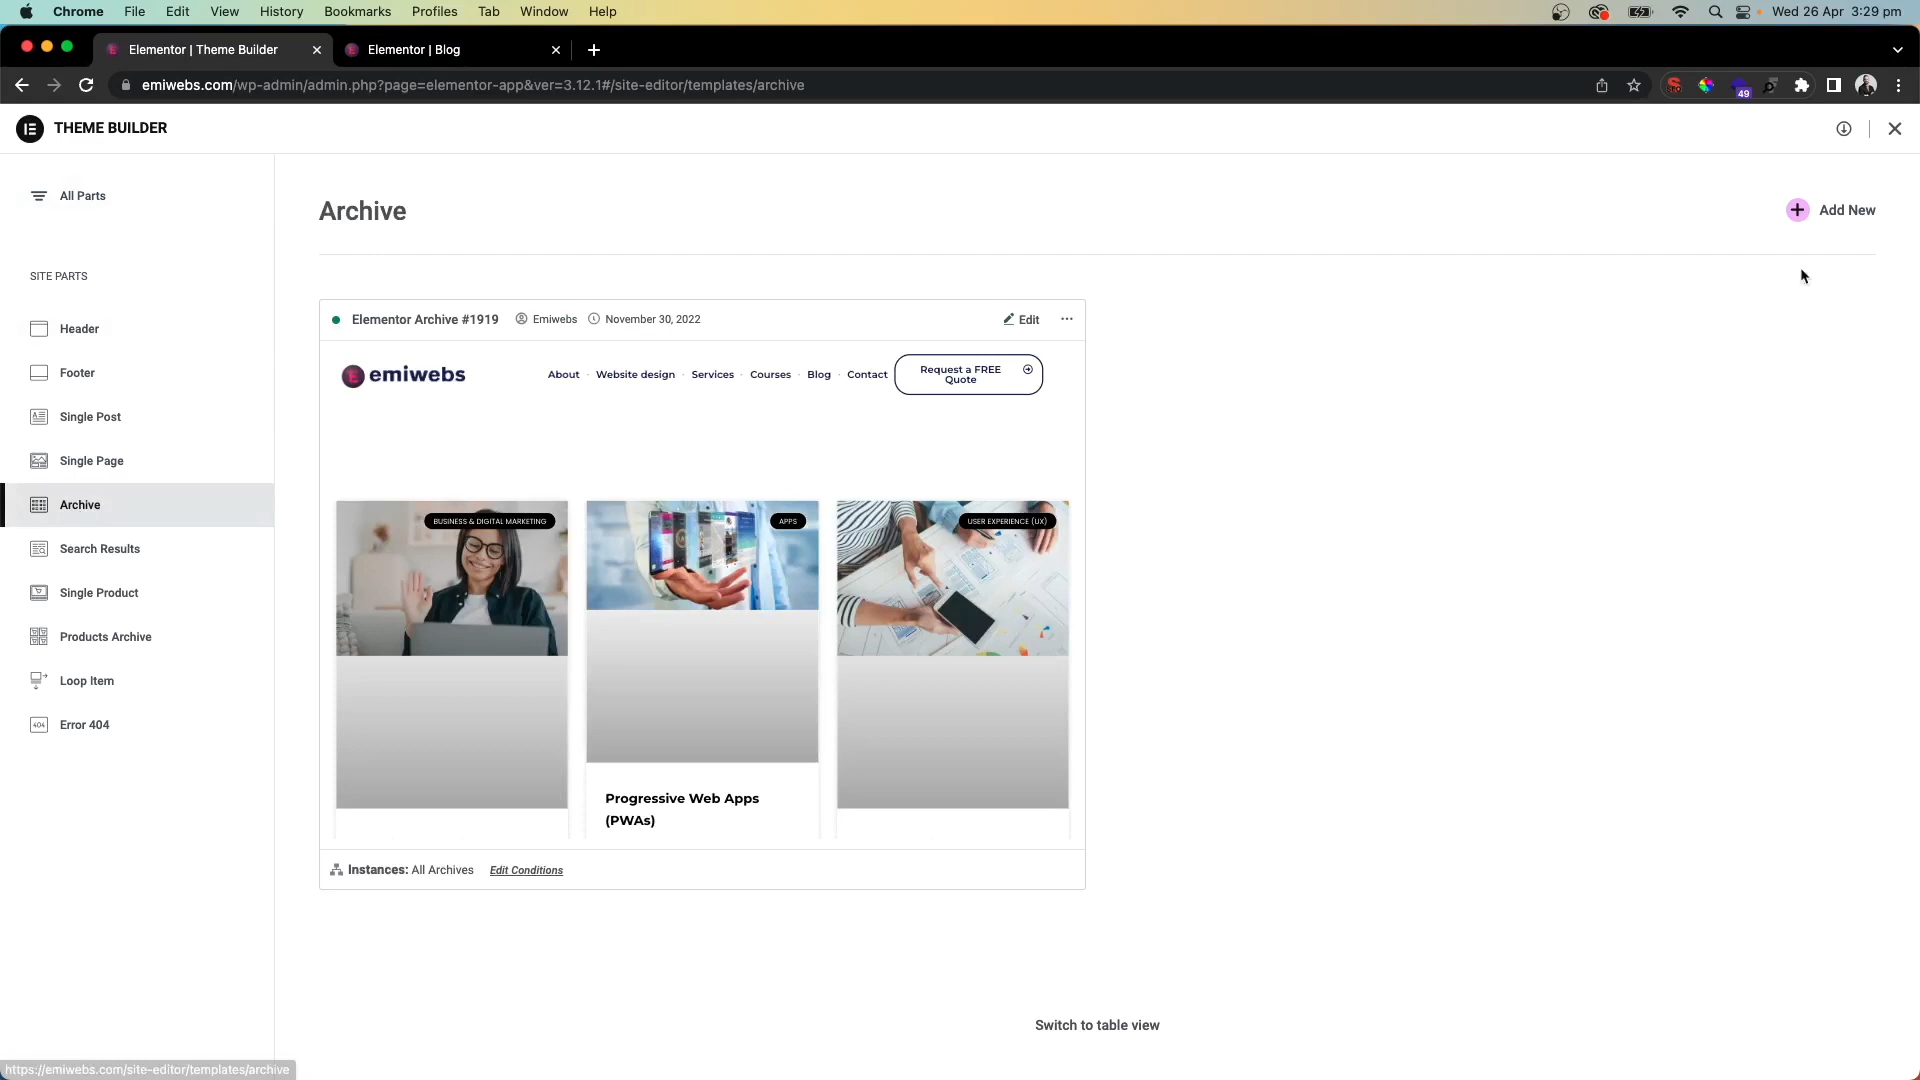 Chrome File Edit View History Bookmarks Profiles Tab Window Help Wed 26 Apr 3:29 pm
Elementor | Theme Builder Elementor | Blog
emiwebs.com/wp-admin/admin.php?page=elementor-app&ver=3.12.1#/site-editor/templates/archive 49
THEME BUILDER
All Parts
SITE PARTS
Header
Footer
Single Post
Single Page
Archive
Search Results
Single Product
Products Archive
Loop Item
404 Error 404
Archive
Add New
Elementor Archive #1919 Emiwebs November 30, 2022 Edit
emiwebs About Website design Services Courses Blog Contact
Request a FREE
Quote
BUSINESS & DIGITAL MARKETING APPS USER EXPERIENCE (UX)
Progressive Web Apps
(PWAs)
Instances: All Archives Edit Conditions
Switch to table view
https://emiwebs.com/site-editor/templates/archive